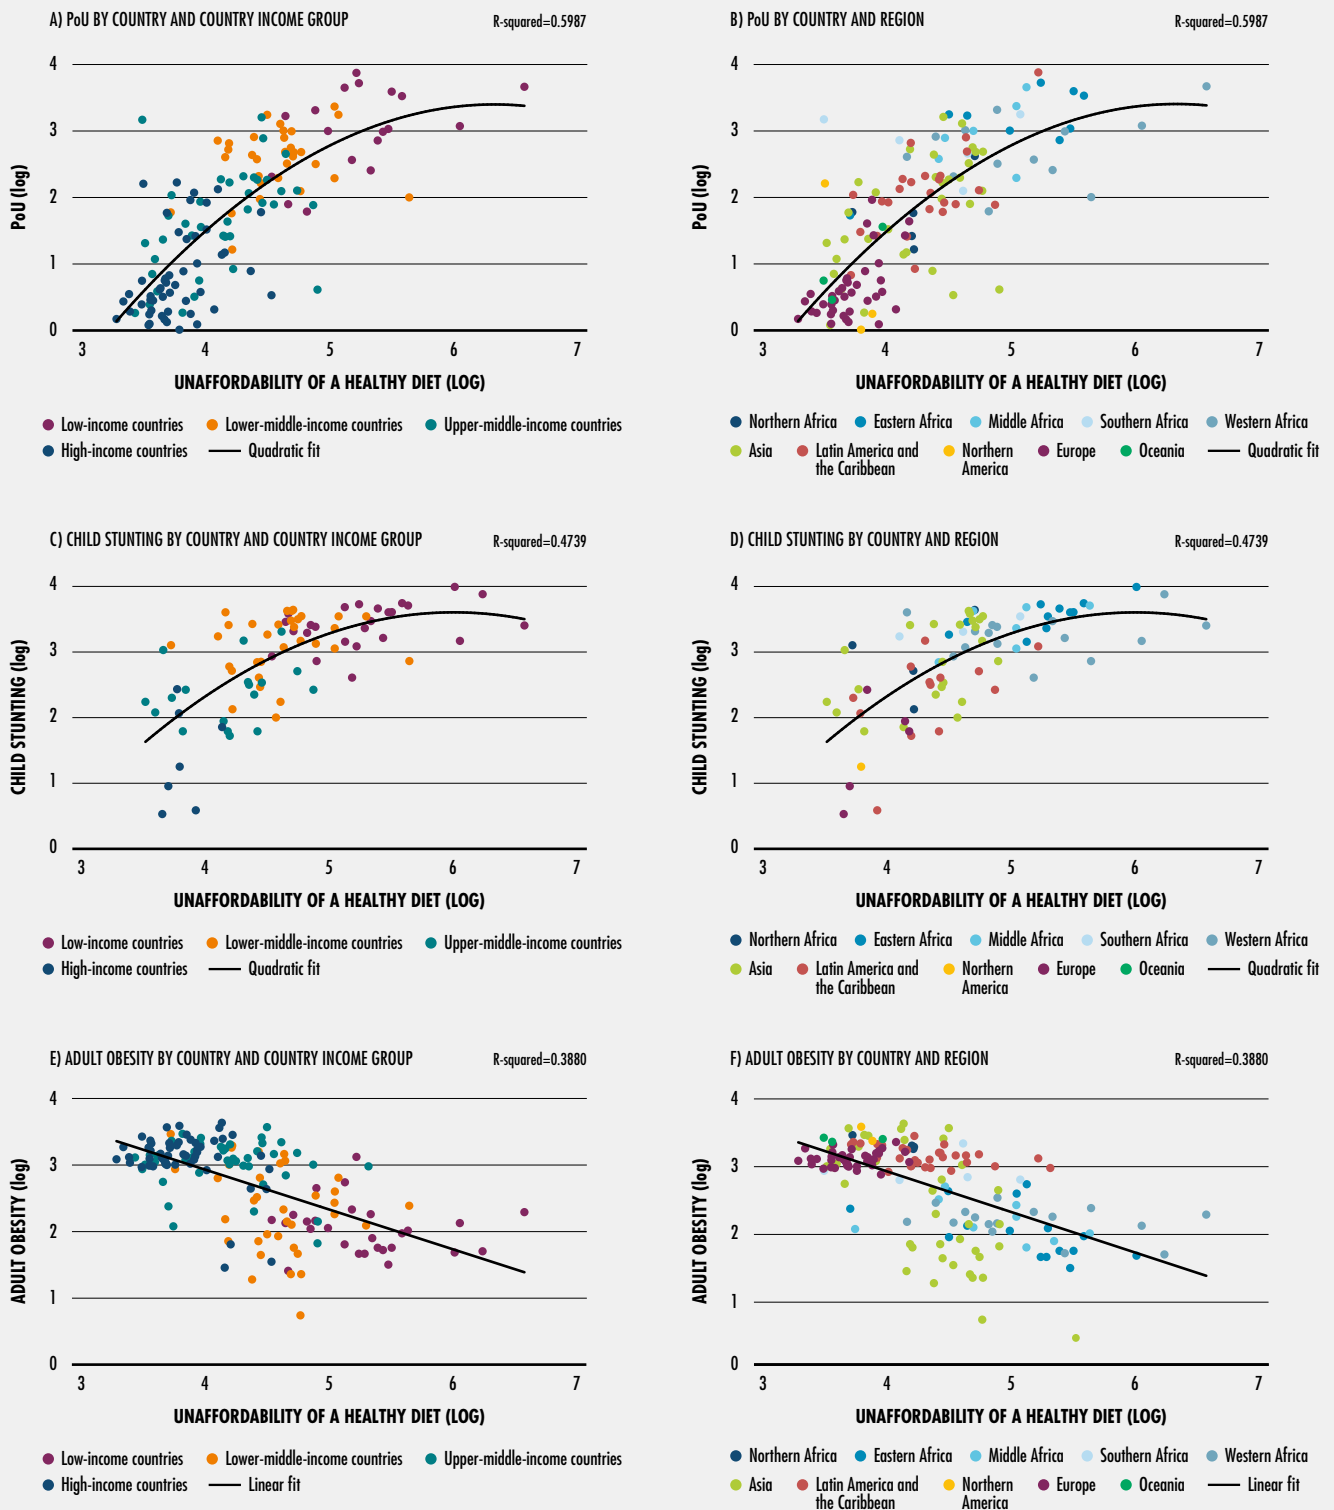 A) PoU BY COUNTRY AND COUNTRY INCOME GROUP
R-squared=0.5987
4
3
2
1
0
PoU (log)
3 4 5 6 7
UNAFFORDABILITY OF A HEALTHY DIET (LOG)
Low-income countries Lower-middle-income countries Upper-middle-income countries
High-income countries Quadratic fit
B) PoU BY COUNTRY AND REGION
R-squared=0.5987
4
3
2
1
0
PoU (log)
3 4 5 6 7
UNAFFORDABILITY OF A HEALTHY DIET (LOG)
Northern Africa Eastern Africa Middle Africa Southern Africa Western Africa
Asia Latin America and Northern Europe Oceania Quadratic fit
the Caribbean America
C) CHILD STUNTING BY COUNTRY AND COUNTRY INCOME GROUP
R-squared=0.4739
4
3
2
1
0
CHILD STUNTING (log)
3 4 5 6 7
UNAFFORDABILITY OF A HEALTHY DIET (LOG)
Low-income countries Lower-middle-income countries Upper-middle-income countries
High-income countries Quadratic fit
D) CHILD STUNTING BY COUNTRY AND REGION
R-squared=0.4739
4
3
2
1
0
CHILD STUNTING (log)
3 4 5 6 7
UNAFFORDABILITY OF A HEALTHY DIET (LOG)
Northern Africa Eastern Africa Middle Africa Southern Africa Western Africa
Asia Latin America and Northern Europe Oceania Quadratic fit
the Caribbean America
E) ADULT OBESITY BY COUNTRY AND COUNTRY INCOME GROUP
R-squared=0.3880
4
3
2
1
0
ADULT OBESITY (log)
3 4 5 6 7
UNAFFORDABILITY OF A HEALTHY DIET (LOG)
Low-income countries Lower-middle-income countries Upper-middle-income countries
High-income countries Linear fit
F) ADULT OBESITY BY COUNTRY AND REGION
R-squared=0.3880
4
3
2
1
0
ADULT OBESITY (log)
3 4 5 6 7
UNAFFORDABILITY OF A HEALTHY DIET (LOG)
Northern Africa Eastern Africa Middle Africa Southern Africa Western Africa
Asia Latin America and Northern Europe Oceania Linear fit
the Caribbean America